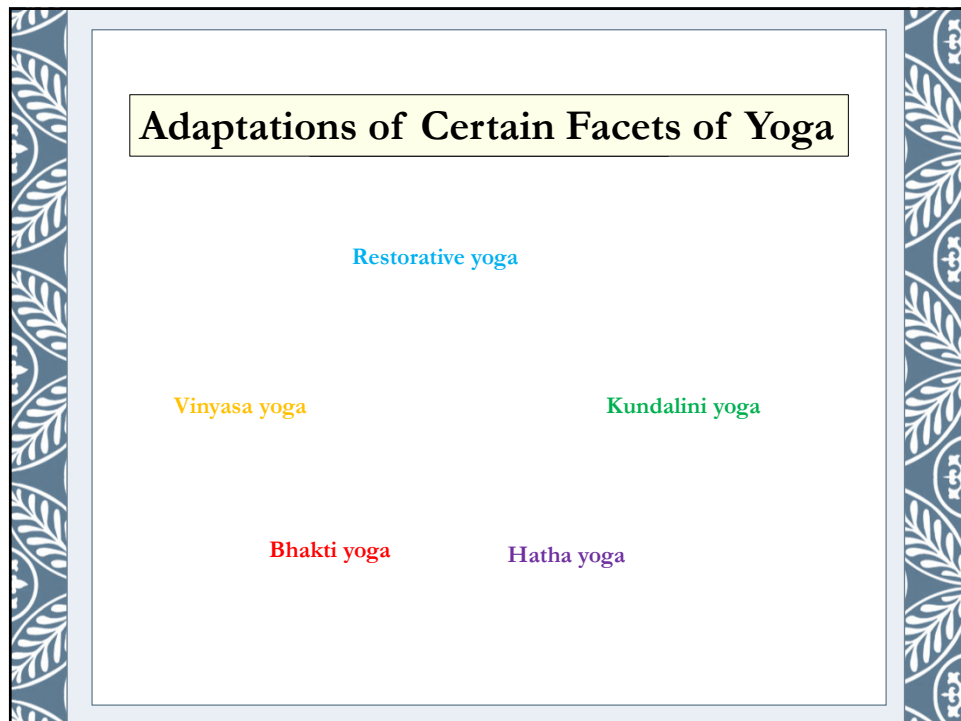 Adaptations of Certain Facets of Yoga
Restorative yoga
Vinyasa yoga
Kundalini yoga
Bhakti yoga
Hatha yoga